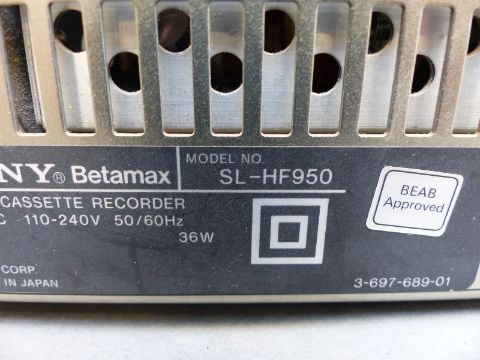 NY® Betamax
MODEL NO.
SL-HF950
CASSETTE RECORDER
C 110-240V 50/60Hz
36W
BEAB
Approved
CORP.
IN JAPAN
3-697-689-01